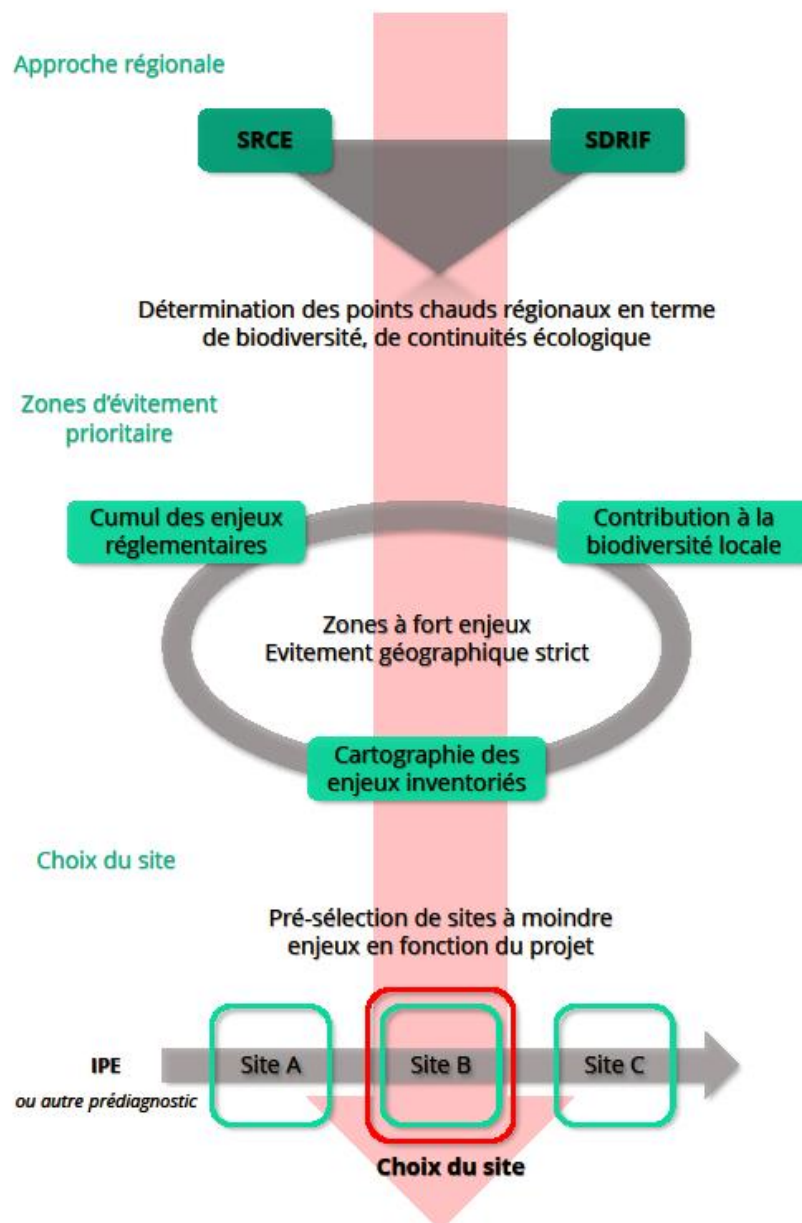 Approche régionale
SRCE
SDRIF
Détermination des points chauds régionaux en terme
de biodiversité, de continuités écologique
Zones d'évitement
prioritaire
Cumul des enjeux
réglementaires
Contribution à la
biodiversité locale
Zones à fort enjeux
Evitement géographique strict
Cartographie des
enjeux inventoriés
Choix du site
Pré-sélection de sites à moindre
enjeux en fonction du projet
IPE
ou autre prédiagnostic
Site A
Site B
Site C
Choix du site